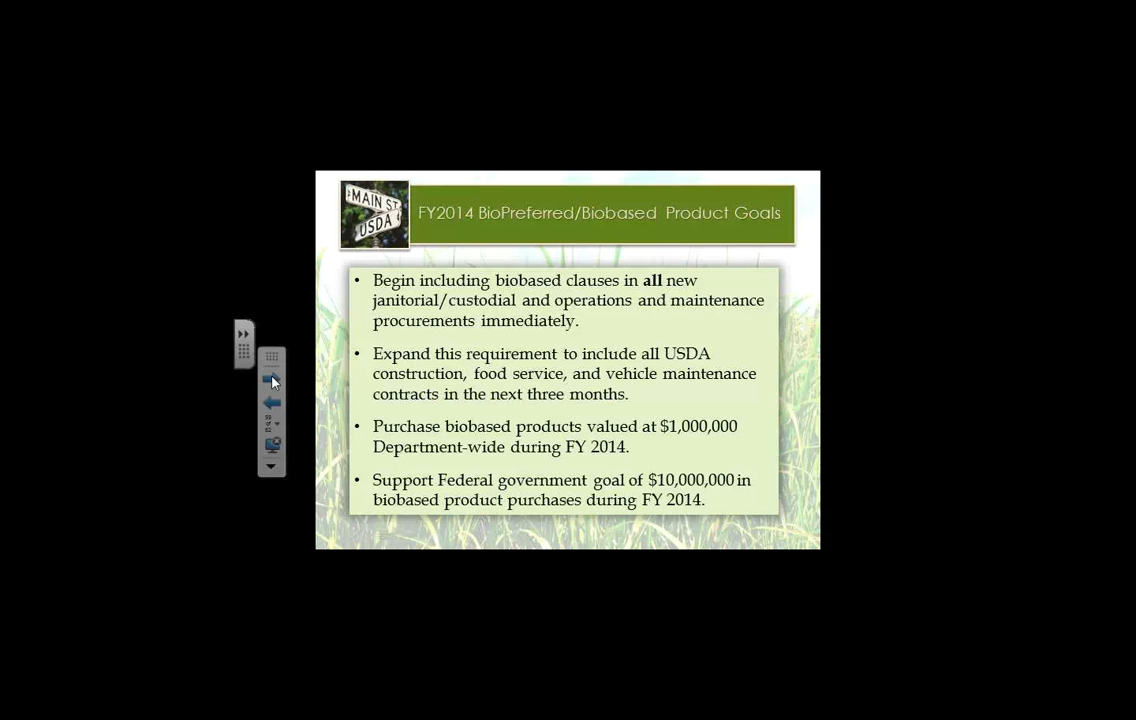 MAIN ST.
USDA
FY2014 BioPreferred/Biobased Product Goals
• Begin including biobased clauses in all new
janitorial/custodial and operations and maintenance
procurements immediately.
• Expand this requirement to include all USDA
construction, food service, and vehicle maintenance
contracts in the next three months.
• Purchase biobased products valued at $1,000,000
Department-wide during FY 2014.
• Support Federal government goal of $10,000,000 in
biobased product purchases during FY 2014.